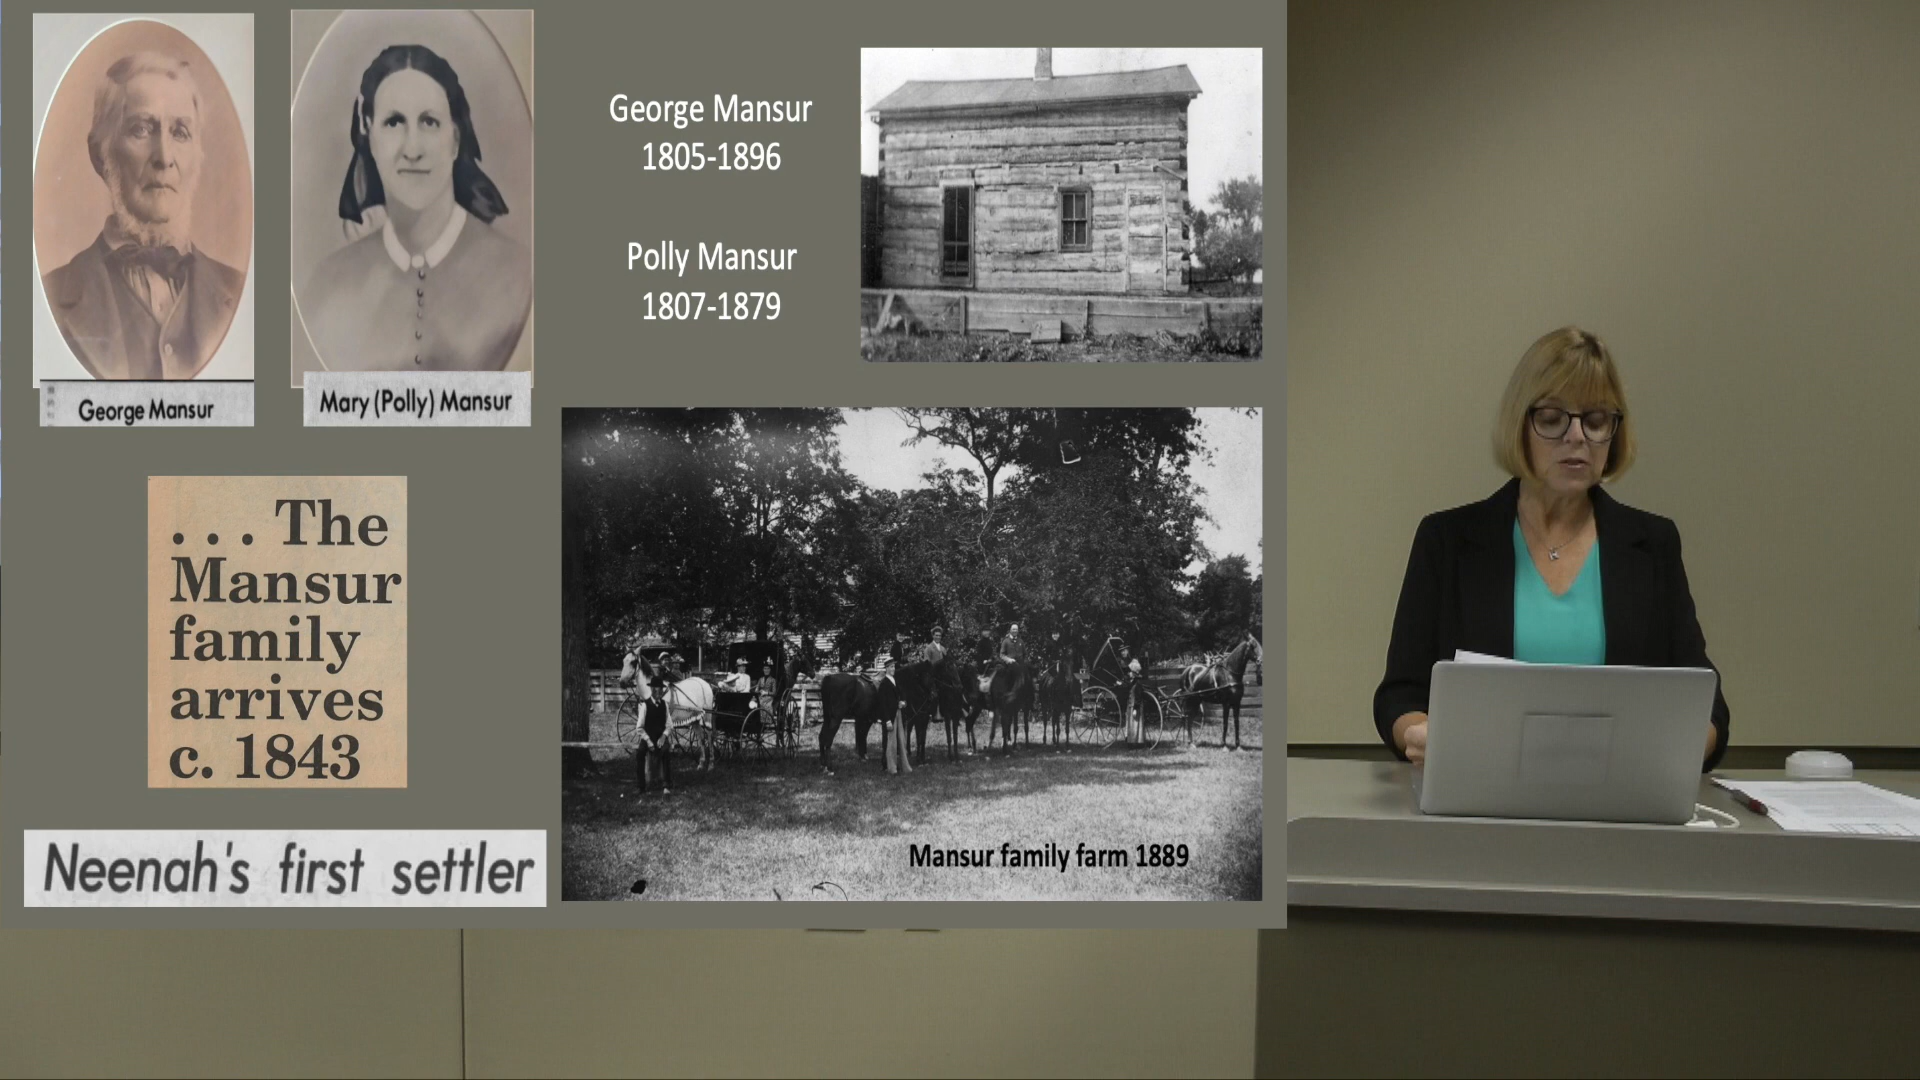 George Mansur
Mary (Polly) Mansur
George Mansur
1805-1896
Polly Mansur
1807-1879
. . . The
Mansur
family
arrives
c. 1843
Neenah's first settler
Mansur family farm 1889